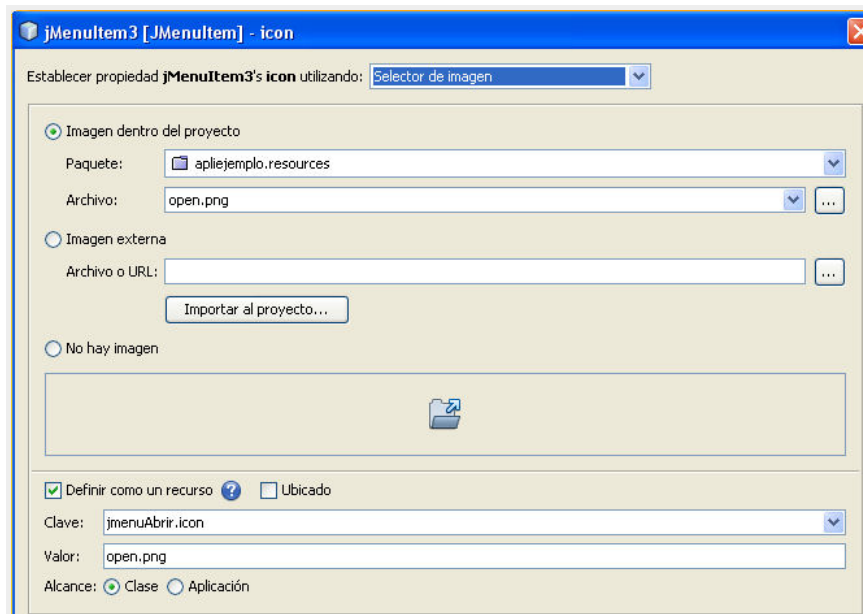 jMenuItem3 [JMenuItem] - icon
Establecer propiedad jMenuItem3's icon utilizando: Selector de imagen
Imagen dentro del proyecto
Paquete: apliejemplo.resources
Archivo: open.png ...
Imagen externa
Archivo o URL: ...
Importar al proyecto...
No hay imagen
Definir como un recurso ? Ubicado
Clave: jmenuAbrir.icon
Valor: open.png
Alcance: Clase Aplicación